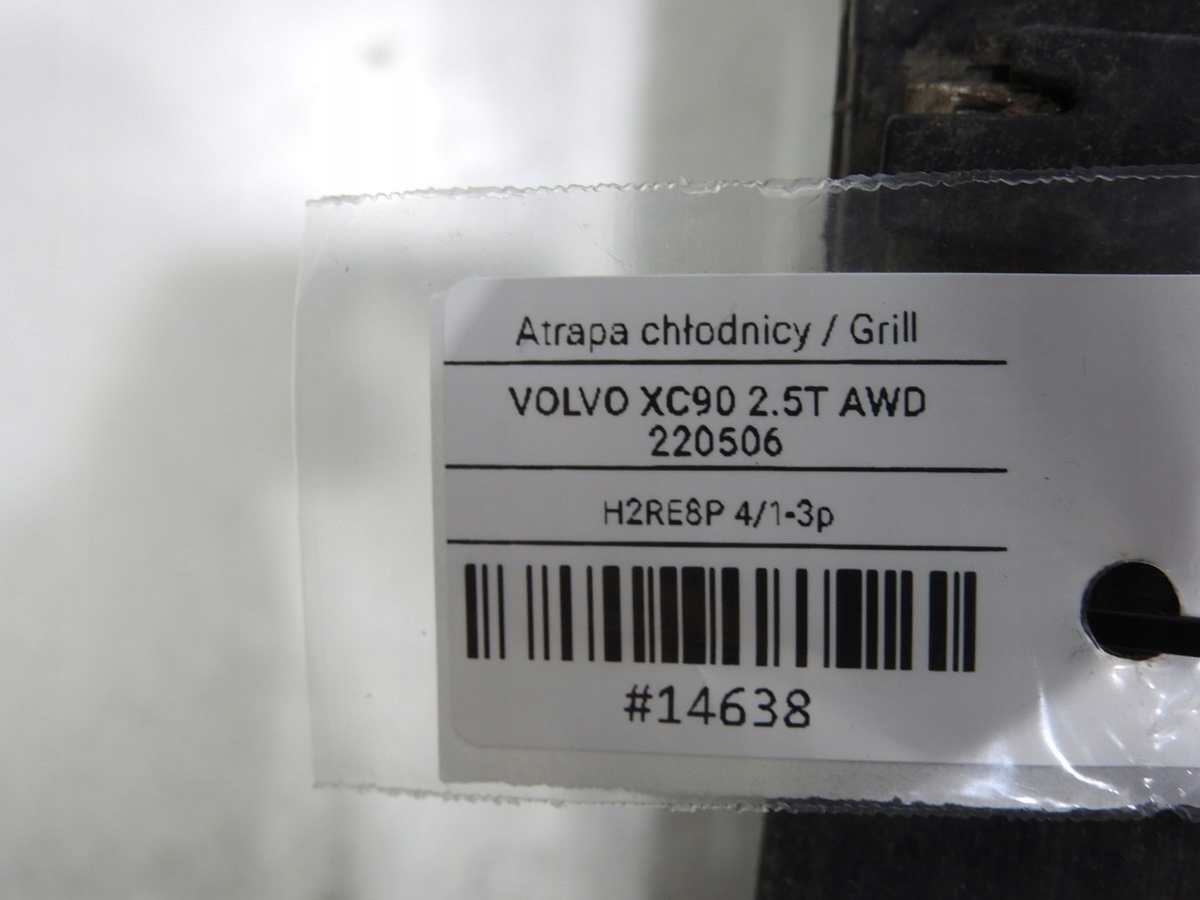 Atrapa chłodnicy / Grill
VOLVO XC90 2.5T AWD
220506
H2RE8P 4/1-3p
#14638